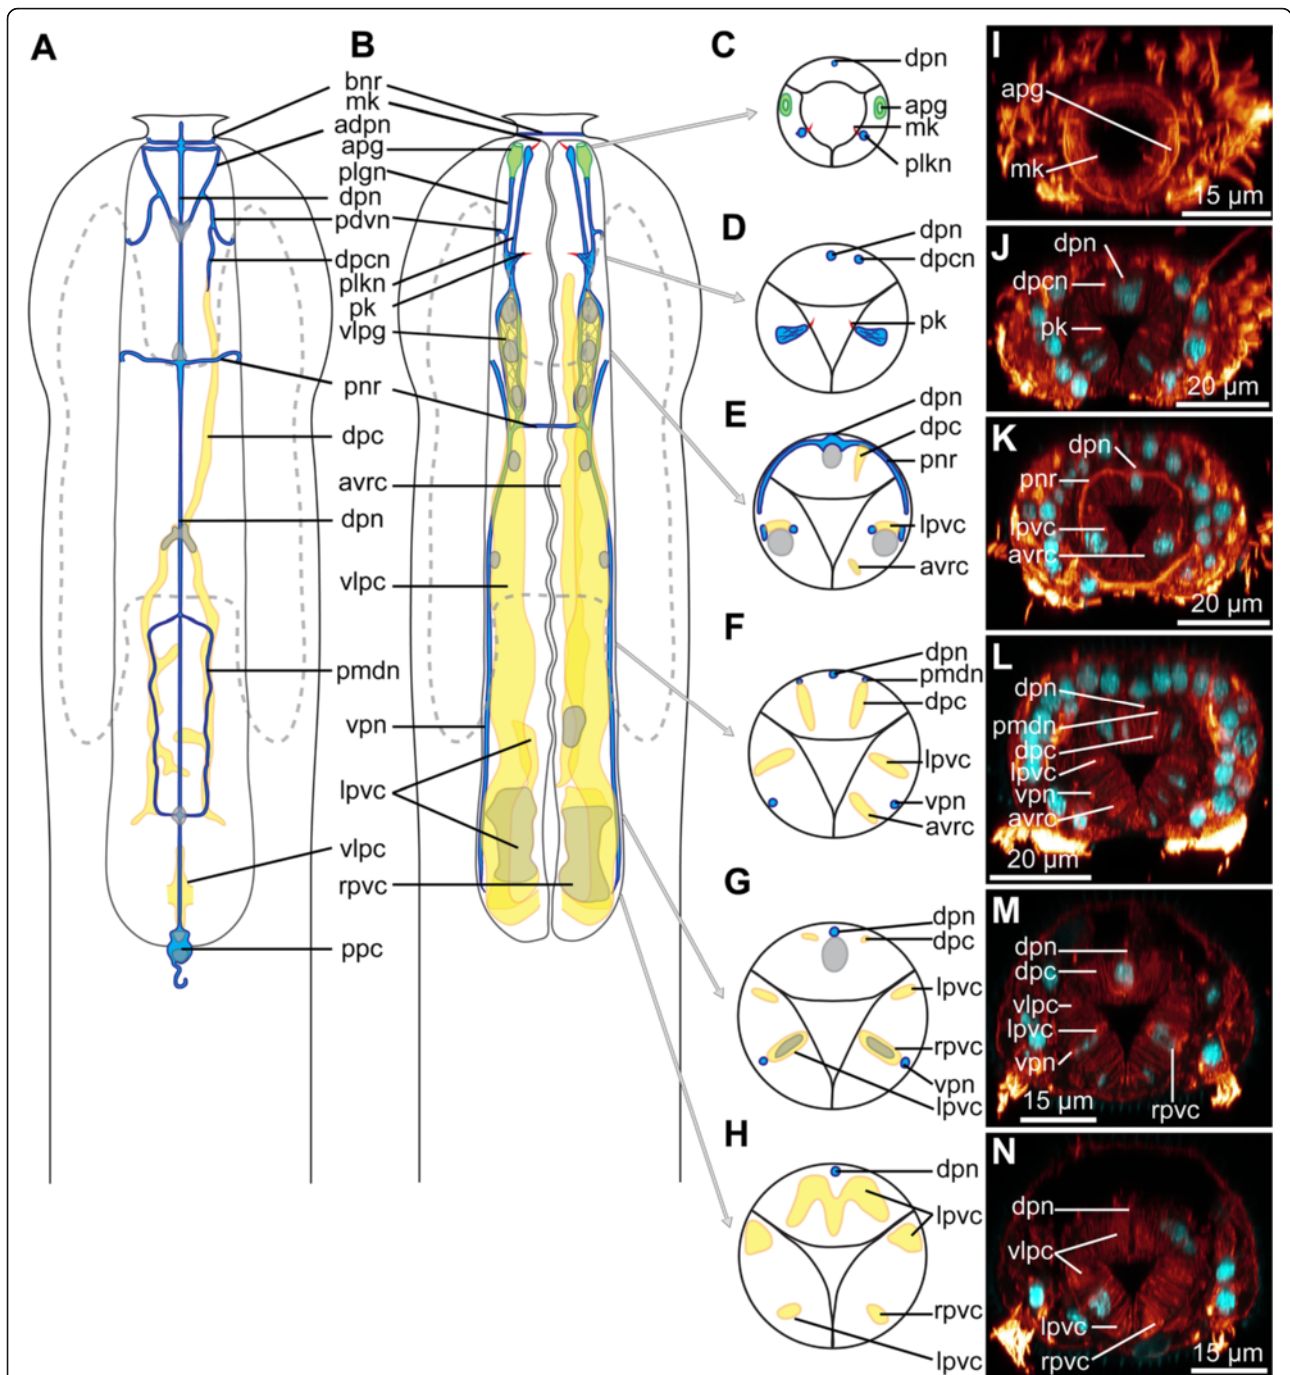 A
B
bnr
mk
adpn
apg
plgn
dpn
pdvn
dpcn
plkn
pk
vlpg
pnr
dpc
avrc
dpn
vlpc
pmdn
vpn
lpvc
vlpc
rpvc
ppc
C
dpn
apg
mk
plkn
D
dpn
dpcn
pk
E
dpn
dpc
pnr
lpvc
avrc
F
dpn
pmdn
dpc
lpvc
vpn
avrc
G
dpn
dpc
lpvc
rpvc
vpn
lpvc
H
dpn
lpvc
rpvc
lpvc
I
apg
mk
15 µm
J
dpn
dpcn
pk
20 µm
K
dpn
pnr
lpvc
avrc
20 µm
L
dpn
pmdn
dpc
lpvc
vpn
avrc
20 µm
M
dpn
dpc
vlpc
lpvc
vpn
15 µm
rpvc
N
dpn
vlpc
lpvc
rpvc
15 µm